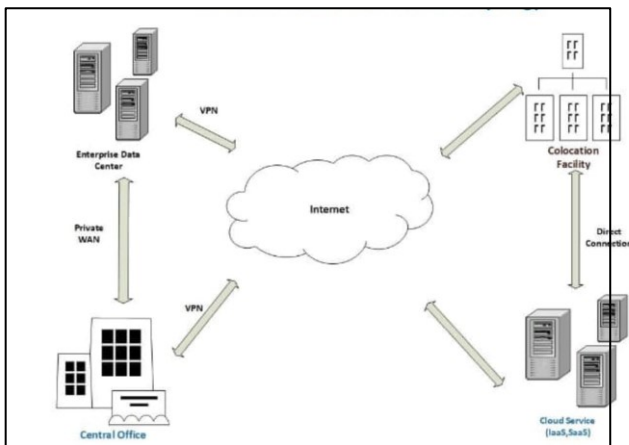 VPN
Enterprise Data
Center
Colocation
Facility
Internet
Private
WAN
Direct
Connection
VPN
Central Office
Cloud Service
(IaaS,SaaS)